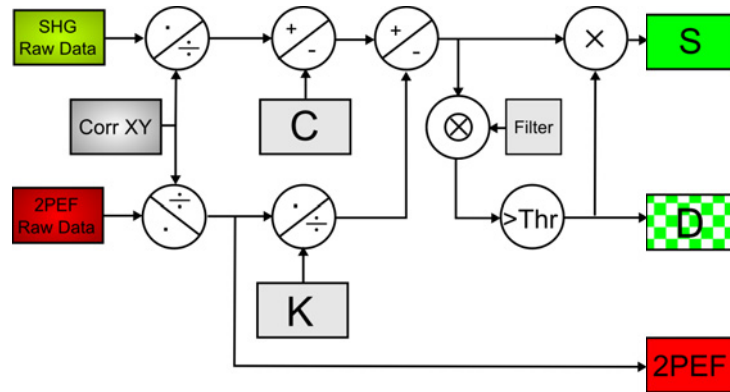 SHG
Raw Data
· ÷
+ -
+ -
×
S
Corr XY
C
⊗
Filter
2PEF
Raw Data
÷ ·
· ÷
>Thr
D
K
2PEF